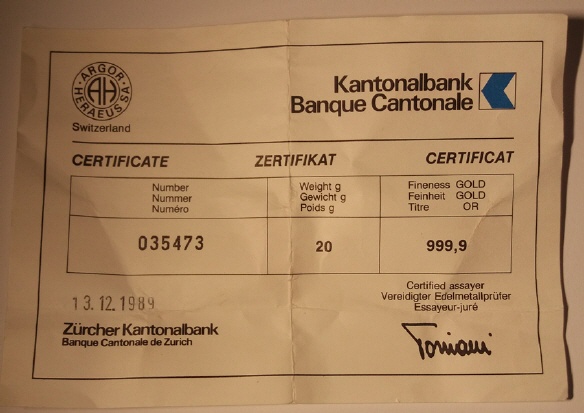 ARGOR HERAEUS SA
AH
Switzerland
Kantonalbank
Banque Cantonale
CERTIFICATE ZERTIFIKAT CERTIFICAT
Number
Nummer
Numéro
Weight g
Gewicht g
Poids g
Fineness GOLD
Feinheit GOLD
Titre OR
035473 20 999,9
13.12.1989
Zürcher Kantonalbank
Banque Cantonale de Zurich
Certified assayer
Vereidigter Edelmetallprüfer
Essayeur-juré